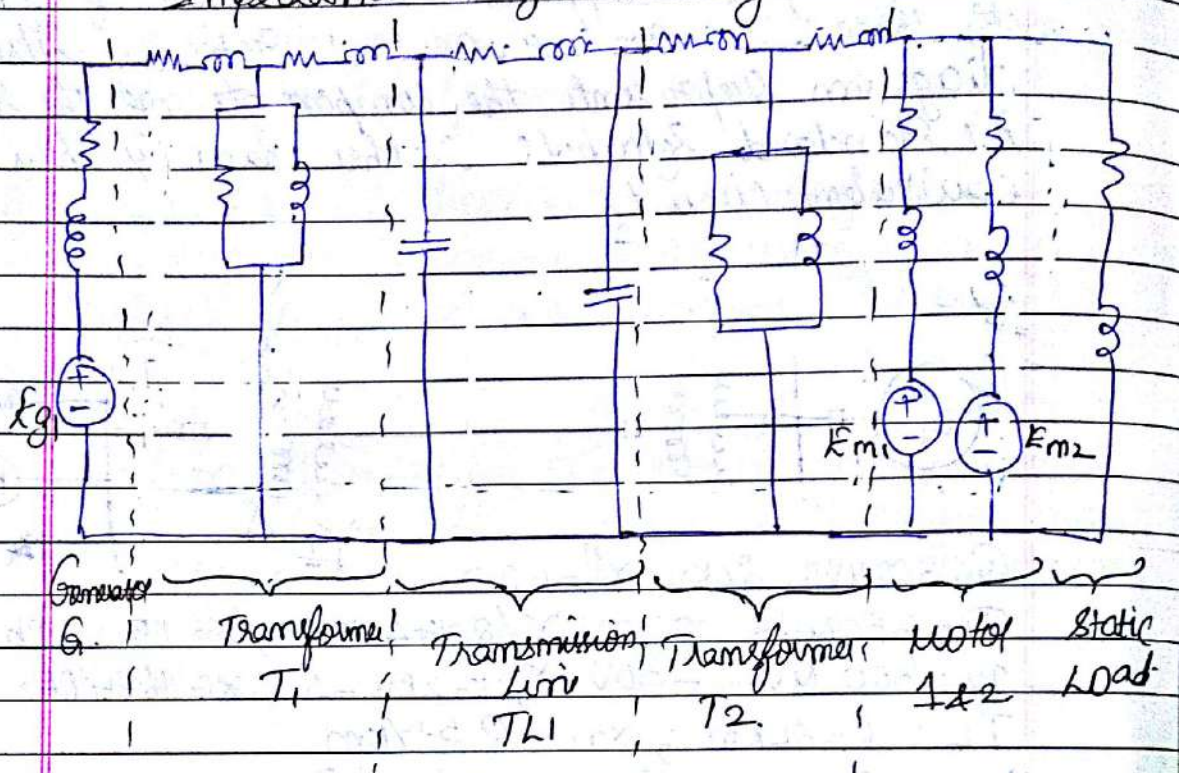 Eg1
+
-
Em1
+
-
Em2
+
-
Generator
G.
Transformer
T1
Transmission
Line
TL1
Transformer
T2.
Motor
1&2
Static
Load.